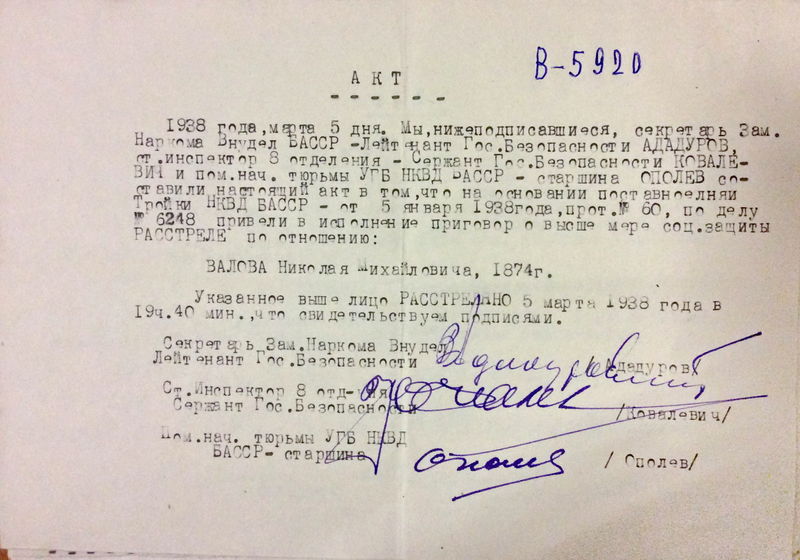 В-5920
АКТ
1938 года, марта 5 дня. Мы, нижеподписавшиеся, секретарь Зам.
Наркома Внудел БАССР -Лейтенант Гос.Безопасности АДАДУРОВ,
ст.инспектор 8 отделения - Сержант Гос.Безопасности КОВАЛЕ-
ВИЧ и пом.нач. тюрьмы УГБ НКВД БАССР - старшина ОПОЛЕВ со-
ставили настоящий акт в том,что на основании поставноелняи
Тройки НКВД БАССР - от 5 января 1938года,прот.№ 60, по делу
№ 6248 привели в исполнение приговор о высше мере соц.защиты
РАССТРЕЛЕ по отношению:
ВАЛОВА Николая Михайловича, 1874г.
Указанное выше лицо РАССТРЕЛЯНО 5 марта 1938 года в
19ч.40 мин.,что свидетельствуем подписями.
Секретарь Зам.Наркома Внудел
Лейтенант Гос.Безопасности /Ададуров/
Ст.Инспектор 8 отд-ния
Сержант Гос.Безопасности /Ковалевич/
Пом.нач. тюрьмы УГБ НКВД
БАССР- старшина / Ополев/